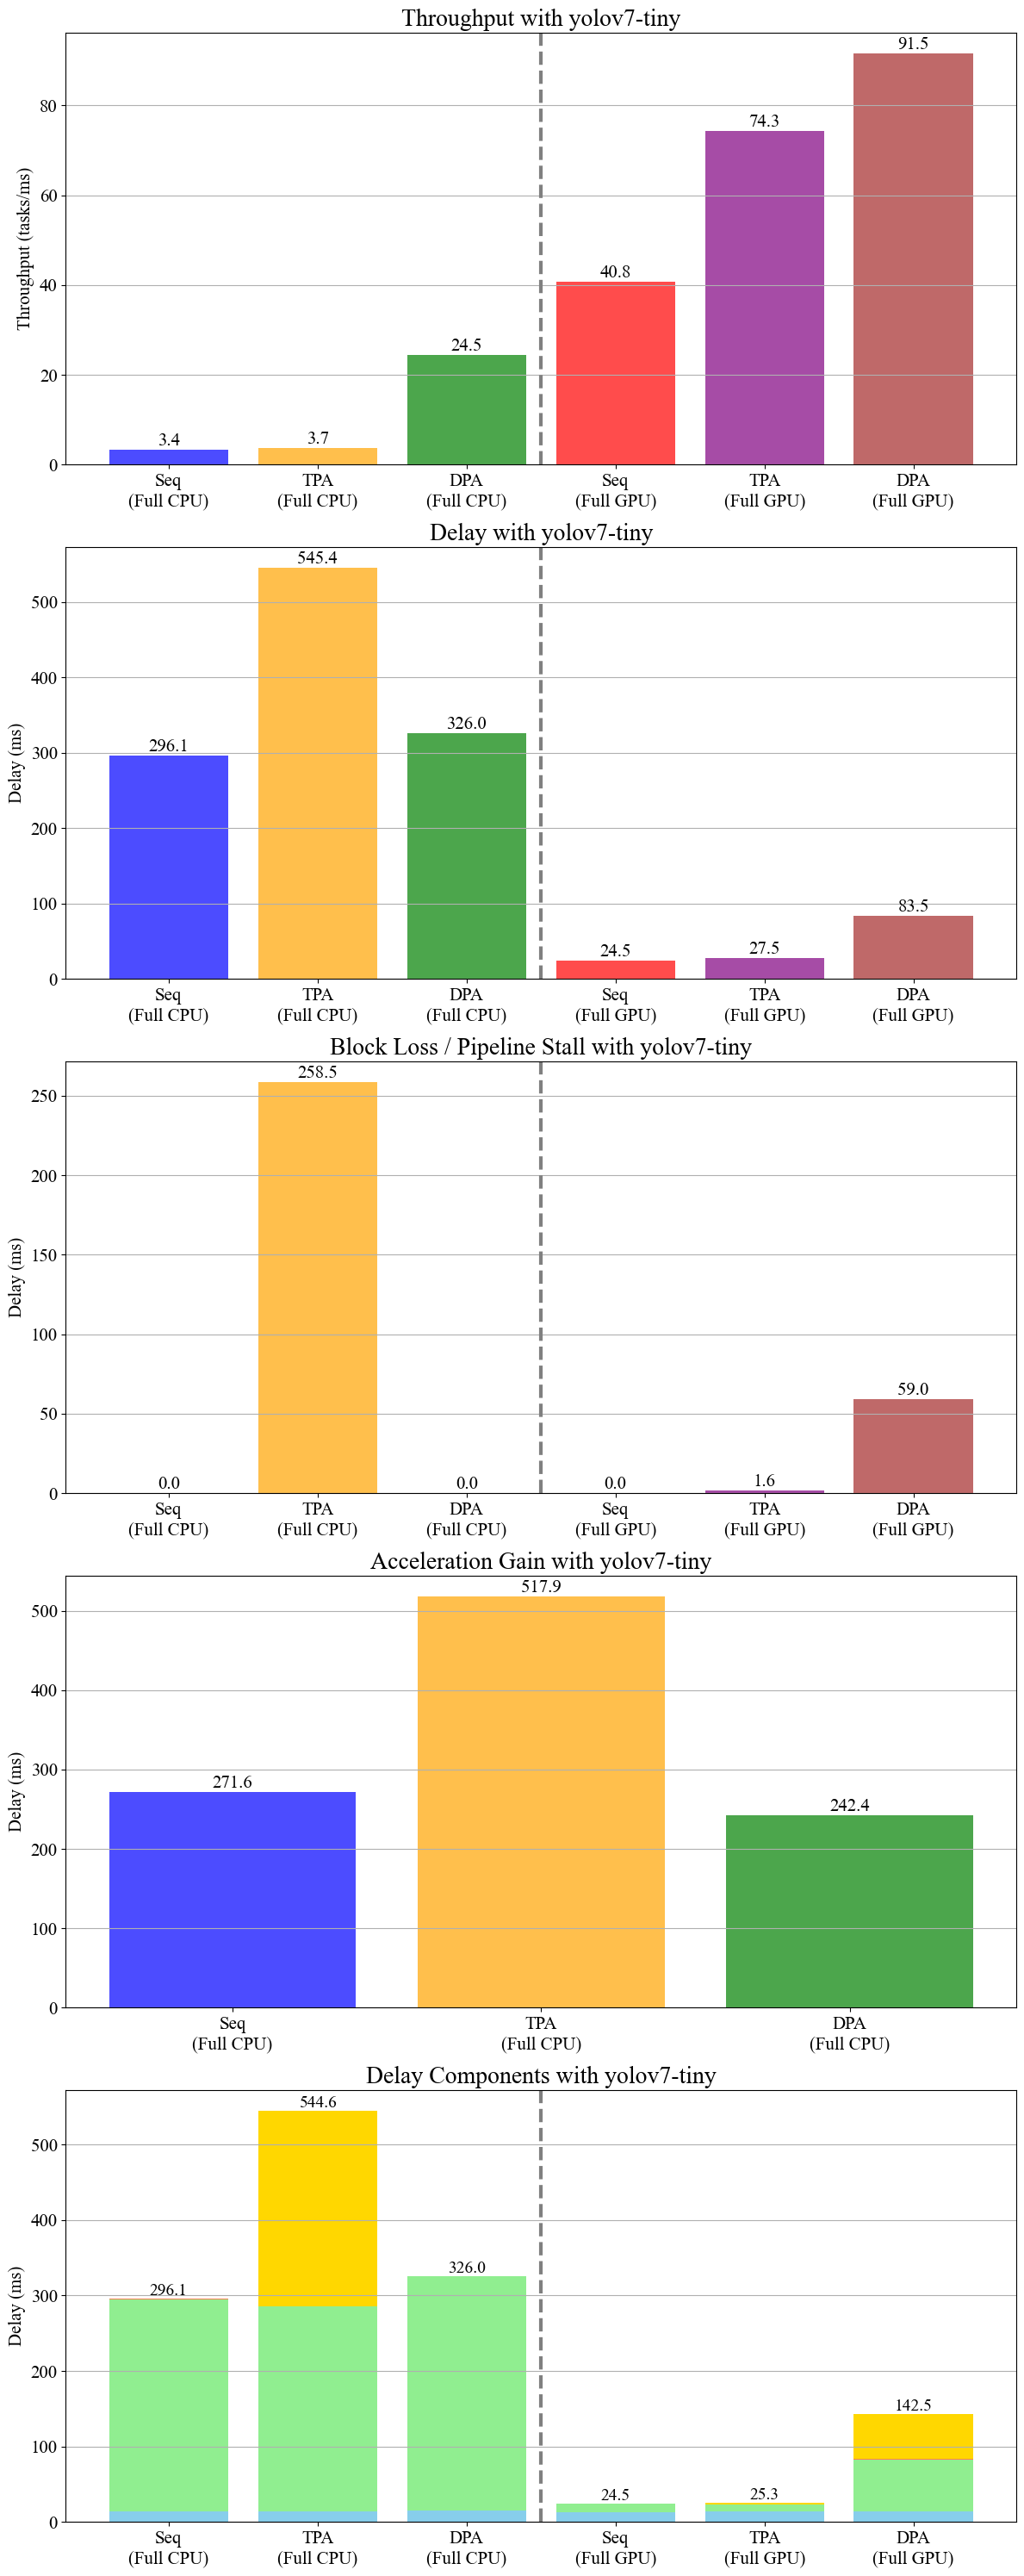 Throughput with yolov7-tiny
Throughput (tasks/ms)
80
60
40
20
0
3.4
3.7
24.5
40.8
74.3
91.5
Seq
(Full CPU)
TPA
(Full CPU)
DPA
(Full CPU)
Seq
(Full GPU)
TPA
(Full GPU)
DPA
(Full GPU)
Delay with yolov7-tiny
Delay (ms)
500
400
300
200
100
0
296.1
545.4
326.0
24.5
27.5
83.5
Seq
(Full CPU)
TPA
(Full CPU)
DPA
(Full CPU)
Seq
(Full GPU)
TPA
(Full GPU)
DPA
(Full GPU)
Block Loss / Pipeline Stall with yolov7-tiny
Delay (ms)
250
200
150
100
50
0
0.0
258.5
0.0
0.0
1.6
59.0
Seq
(Full CPU)
TPA
(Full CPU)
DPA
(Full CPU)
Seq
(Full GPU)
TPA
(Full GPU)
DPA
(Full GPU)
Acceleration Gain with yolov7-tiny
Delay (ms)
500
400
300
200
100
0
271.6
517.9
242.4
Seq
(Full CPU)
TPA
(Full CPU)
DPA
(Full CPU)
Delay Components with yolov7-tiny
Delay (ms)
500
400
300
200
100
0
296.1
544.6
326.0
24.5
25.3
142.5
Seq
(Full CPU)
TPA
(Full CPU)
DPA
(Full CPU)
Seq
(Full GPU)
TPA
(Full GPU)
DPA
(Full GPU)